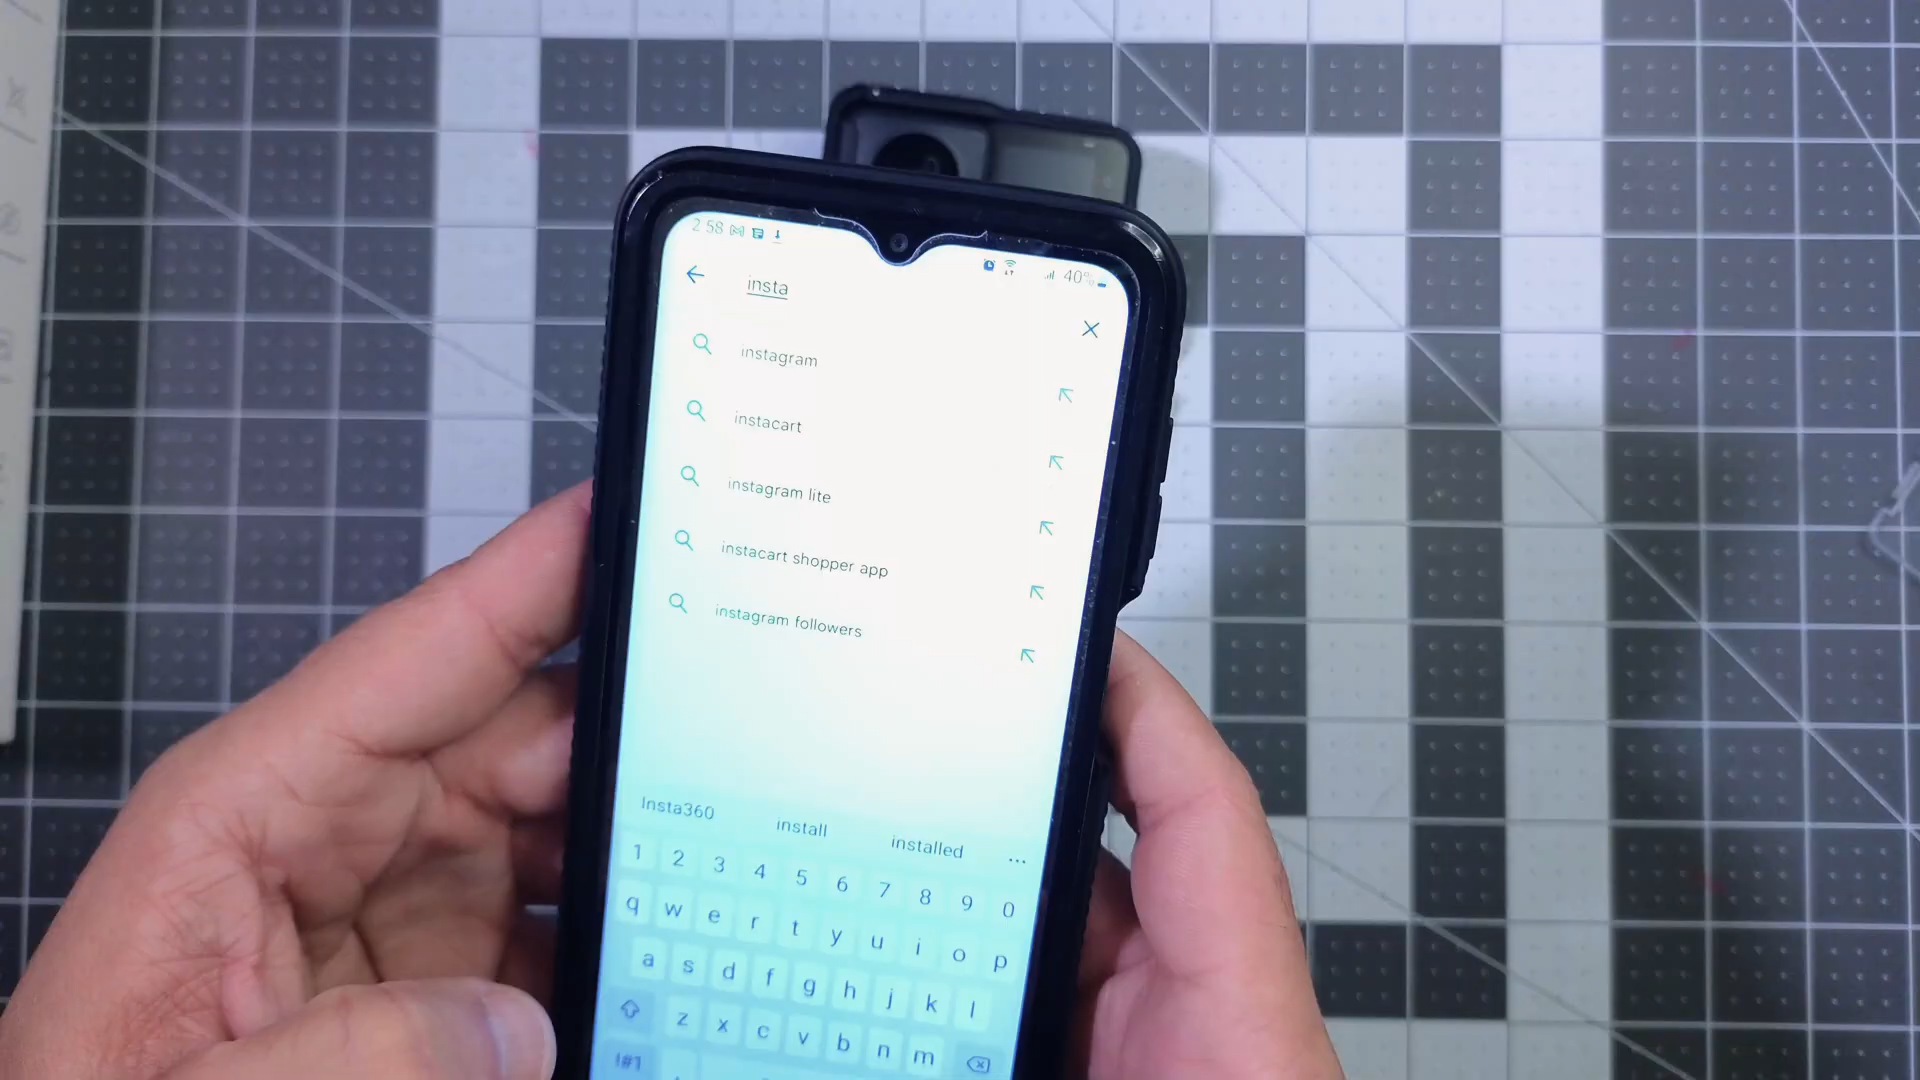 2:58 40%
insta
instagram
instacart
instagram lite
instacart shopper app
instagram followers
Insta360 install installed ...
1 2 3 4 5 6 7 8 9 0
q w e r t y u i o p
a s d f g h j k l
z x c v b n m
!#1